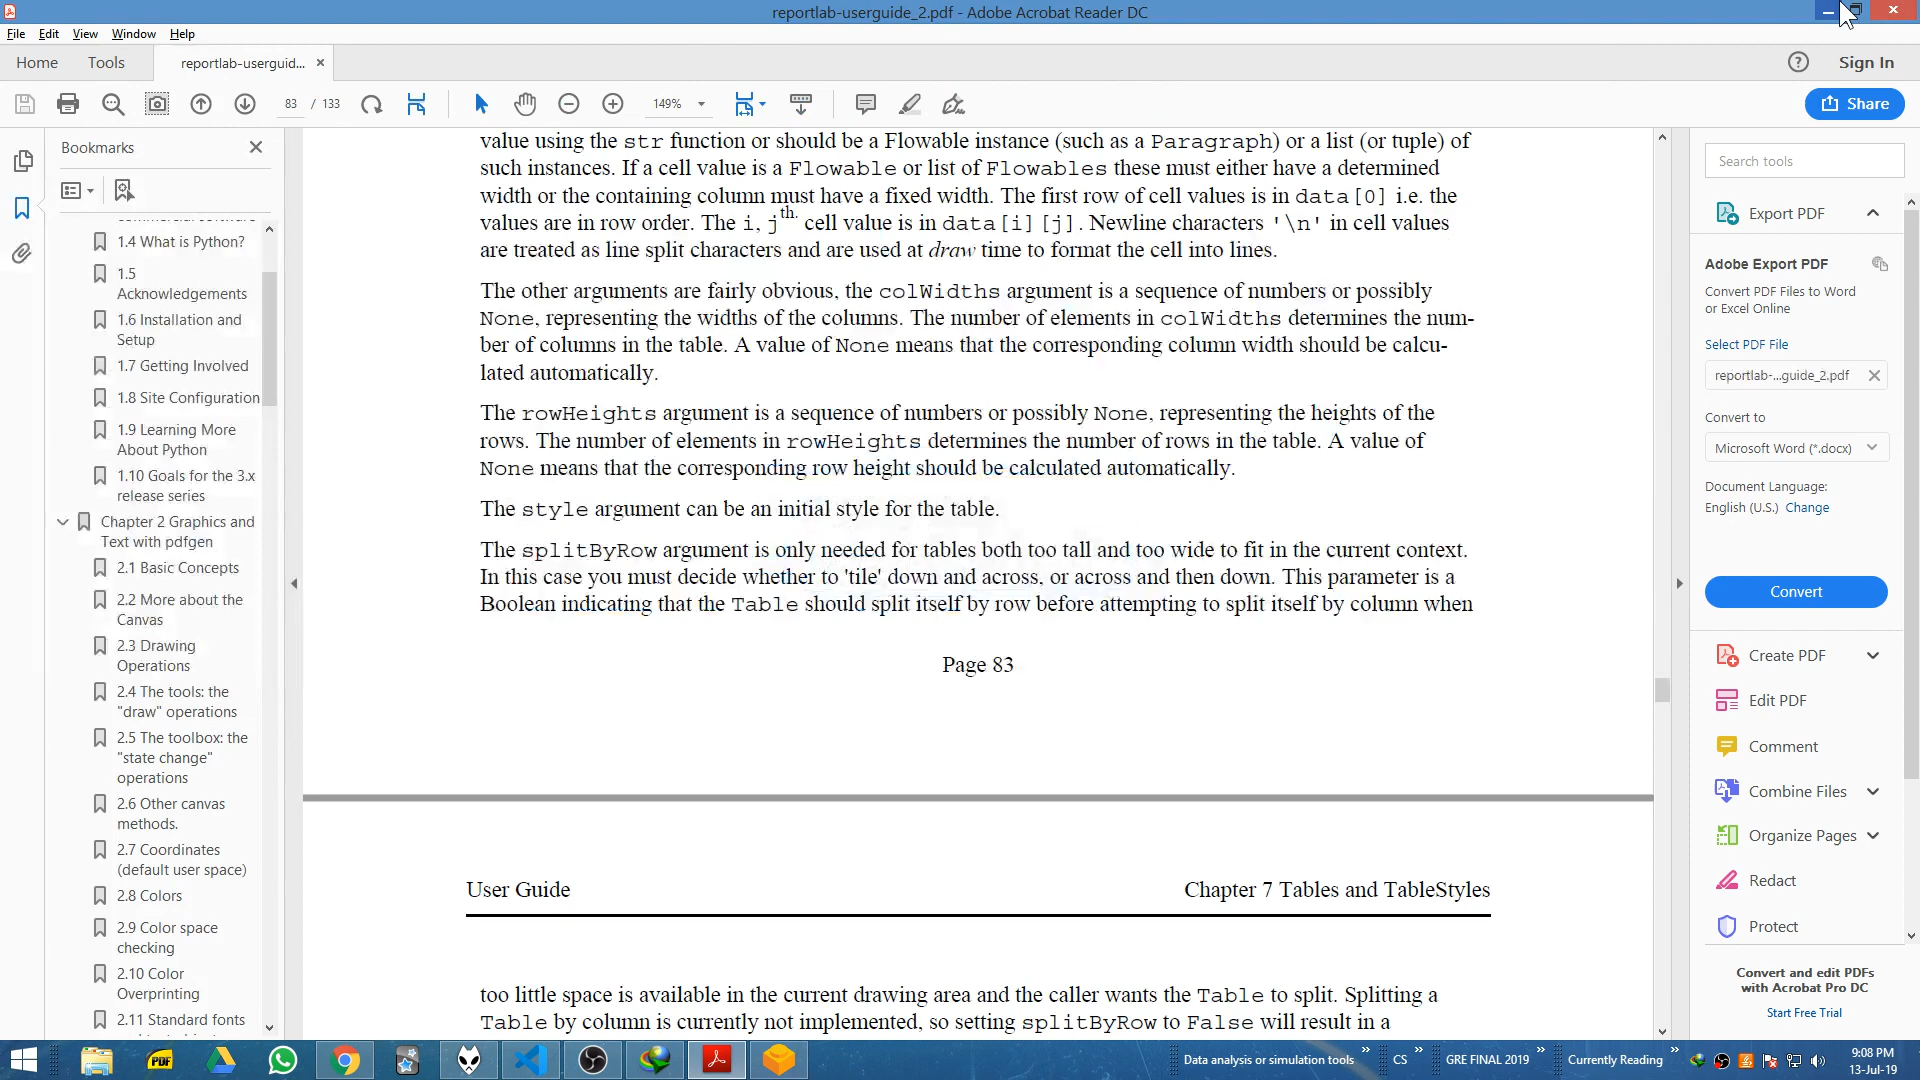 reportlab-userguide_2.pdf - Adobe Acrobat Reader DC
File Edit View Window Help
Home Tools reportlab-userguid... × Sign In
83 / 133 149% Share
Bookmarks
1.4 What is Python?
1.5
Acknowledgements
1.6 Installation and
Setup
1.7 Getting Involved
1.8 Site Configuration
1.9 Learning More
About Python
1.10 Goals for the 3.x
release series
Chapter 2 Graphics and
Text with pdfgen
2.1 Basic Concepts
2.2 More about the
Canvas
2.3 Drawing
Operations
2.4 The tools: the
"draw" operations
2.5 The toolbox: the
"state change"
operations
2.6 Other canvas
methods.
2.7 Coordinates
(default user space)
2.8 Colors
2.9 Color space
checking
2.10 Color
Overprinting
2.11 Standard fonts
value using the str function or should be a Flowable instance (such as a Paragraph) or a list (or tuple) of
such instances. If a cell value is a Flowable or list of Flowables these must either have a determined
width or the containing column must have a fixed width. The first row of cell values is in data[0] i.e. the
values are in row order. The i, jth. cell value is in data[i][j]. Newline characters '\n' in cell values
are treated as line split characters and are used at draw time to format the cell into lines.
The other arguments are fairly obvious, the colWidths argument is a sequence of numbers or possibly
None, representing the widths of the columns. The number of elements in colWidths determines the num-
ber of columns in the table. A value of None means that the corresponding column width should be calcu-
lated automatically.
The rowHeights argument is a sequence of numbers or possibly None, representing the heights of the
rows. The number of elements in rowHeights determines the number of rows in the table. A value of
None means that the corresponding row height should be calculated automatically.
The style argument can be an initial style for the table.
The splitByRow argument is only needed for tables both too tall and too wide to fit in the current context.
In this case you must decide whether to 'tile' down and across, or across and then down. This parameter is a
Boolean indicating that the Table should split itself by row before attempting to split itself by column when
Page 83
User Guide Chapter 7 Tables and TableStyles
too little space is available in the current drawing area and the caller wants the Table to split. Splitting a
Table by column is currently not implemented, so setting splitByRow to False will result in a
Search tools
Export PDF
Adobe Export PDF
Convert PDF Files to Word
or Excel Online
Select PDF File
reportlab-...guide_2.pdf
Convert to
Microsoft Word (*.docx)
Document Language:
English (U.S.) Change
Convert
Create PDF
Edit PDF
Comment
Combine Files
Organize Pages
Redact
Protect
Convert and edit PDFs
with Acrobat Pro DC
Start Free Trial
PDF
Data analysis or simulation tools » CS » GRE FINAL 2019 » Currently Reading »
9:08 PM
13-Jul-19